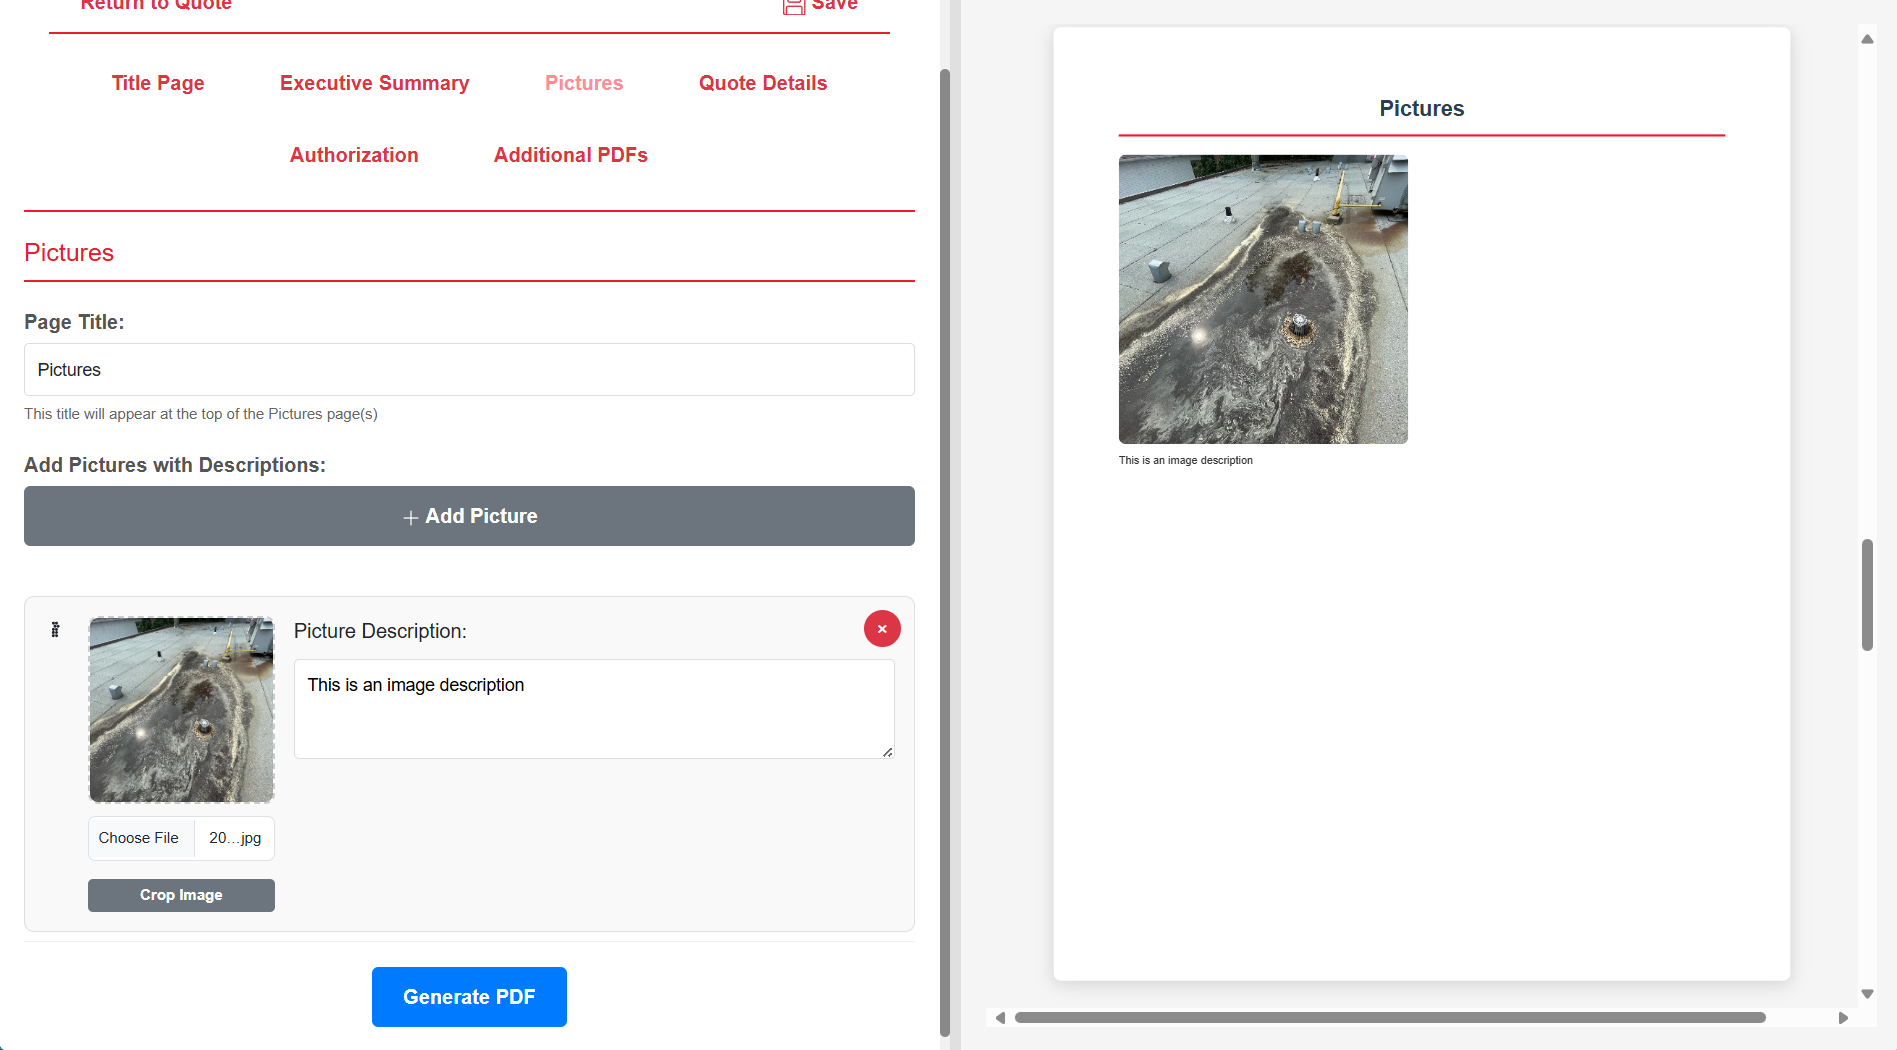 Return to Quote
Save
Title Page
Executive Summary
Pictures
Quote Details
Authorization
Additional PDFs
Pictures
Page Title:
Pictures
This title will appear at the top of the Pictures page(s)
Add Pictures with Descriptions:
+ Add Picture
Picture Description:
×
This is an image description
Choose File
20...jpg
Crop Image
Generate PDF
Pictures
This is an image description